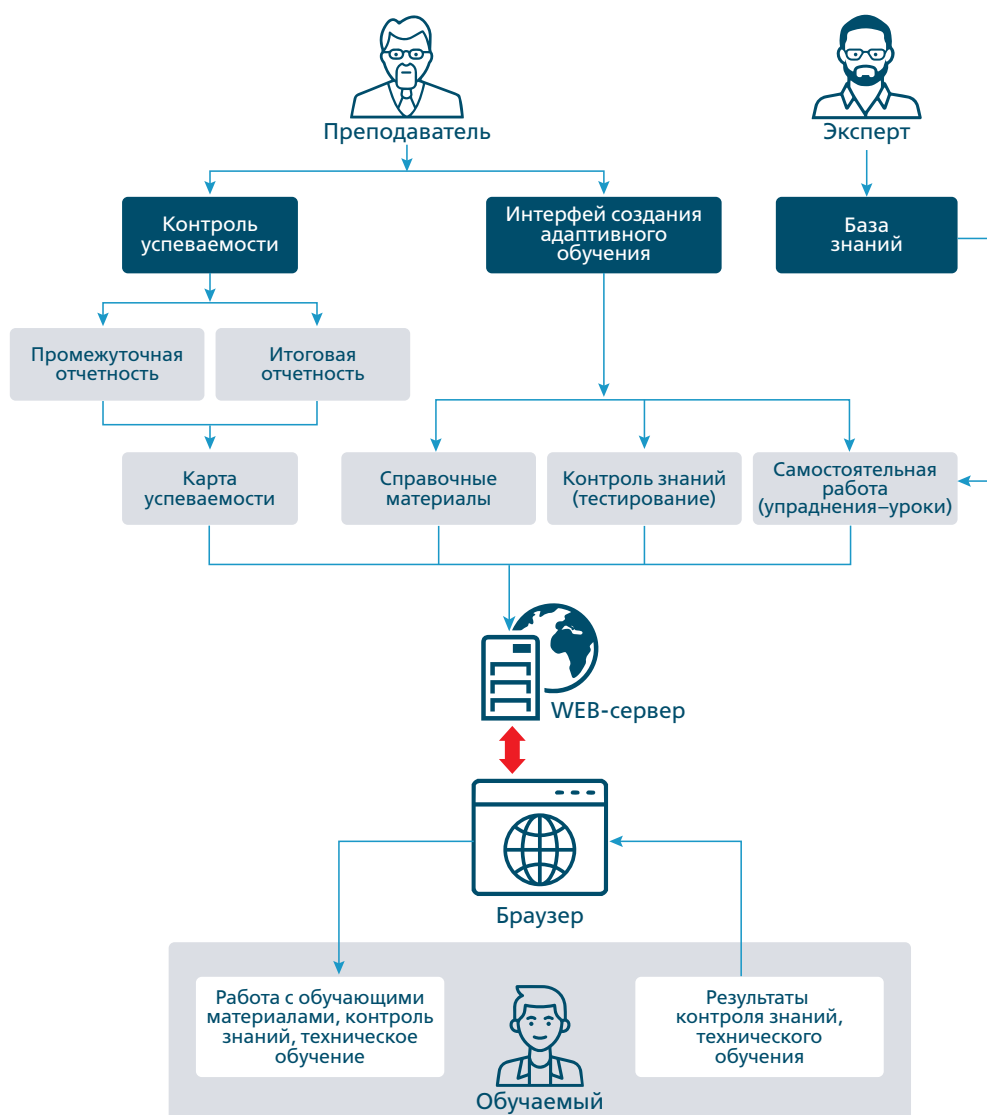 Преподаватель
Эксперт
Контроль
успеваемости
Интерфей создания
адаптивного
обучения
База
знаний
Промежуточная
отчетность
Итоговая
отчетность
Карта
успеваемости
Справочные
материалы
Контроль знаний
(тестирование)
Самостоятельная
работа
(упраднения–уроки)
WEB-сервер
Браузер
Работа с обучающими
материалами, контроль
знаний, техническое
обучение
Результаты
контроля знаний,
технического
обучения
Обучаемый